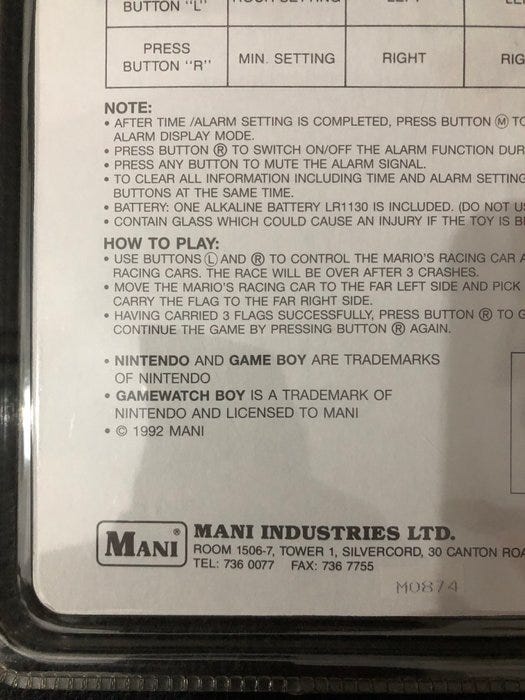 BUTTON "L"
PRESS
BUTTON "R" MIN. SETTING RIGHT RIG
NOTE:
• AFTER TIME /ALARM SETTING IS COMPLETED, PRESS BUTTON Ⓜ TO
ALARM DISPLAY MODE.
• PRESS BUTTON Ⓡ TO SWITCH ON/OFF THE ALARM FUNCTION DUR
• PRESS ANY BUTTON TO MUTE THE ALARM SIGNAL.
• TO CLEAR ALL INFORMATION INCLUDING TIME AND ALARM SETTING
BUTTONS AT THE SAME TIME.
• BATTERY: ONE ALKALINE BATTERY LR1130 IS INCLUDED. (DO NOT US
• CONTAIN GLASS WHICH COULD CAUSE AN INJURY IF THE TOY IS B
HOW TO PLAY:
• USE BUTTONS Ⓛ AND Ⓡ TO CONTROL THE MARIO'S RACING CAR A
RACING CARS. THE RACE WILL BE OVER AFTER 3 CRASHES.
• MOVE THE MARIO'S RACING CAR TO THE FAR LEFT SIDE AND PICK
CARRY THE FLAG TO THE FAR RIGHT SIDE.
• HAVING CARRIED 3 FLAGS SUCCESSFULLY, PRESS BUTTON Ⓡ TO G
CONTINUE THE GAME BY PRESSING BUTTON Ⓡ AGAIN.
• NINTENDO AND GAME BOY ARE TRADEMARKS
OF NINTENDO
• GAMEWATCH BOY IS A TRADEMARK OF
NINTENDO AND LICENSED TO MANI
• © 1992 MANI
MANI® MANI INDUSTRIES LTD.
ROOM 1506-7, TOWER 1, SILVERCORD, 30 CANTON ROA
TEL: 736 0077 FAX: 736 7755
M0874